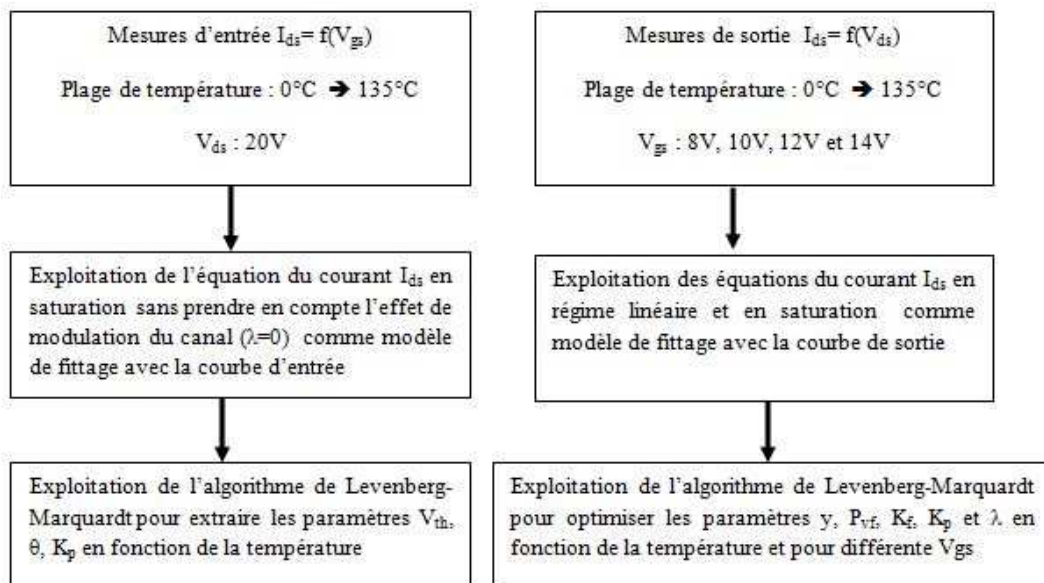 Mesures d'entrée Ids= f(Vgs)
Plage de température : 0°C ➔ 135°C
Vds : 20V
Exploitation de l'équation du courant Ids en
saturation sans prendre en compte l'effet de
modulation du canal (λ=0) comme modèle
de fittage avec la courbe d'entrée
Exploitation de l'algorithme de Levenberg-
Marquardt pour extraire les paramètres Vth,
θ, Kp en fonction de la température
Mesures de sortie Ids= f(Vds)
Plage de température : 0°C ➔ 135°C
Vgs : 8V, 10V, 12V et 14V
Exploitation des équations du courant Ids en
régime linéaire et en saturation comme
modèle de fittage avec la courbe de sortie
Exploitation de l'algorithme de Levenberg-Marquardt
pour optimiser les paramètres y, Pvf, Kf, Kp et λ en
fonction de la température et pour différente Vgs